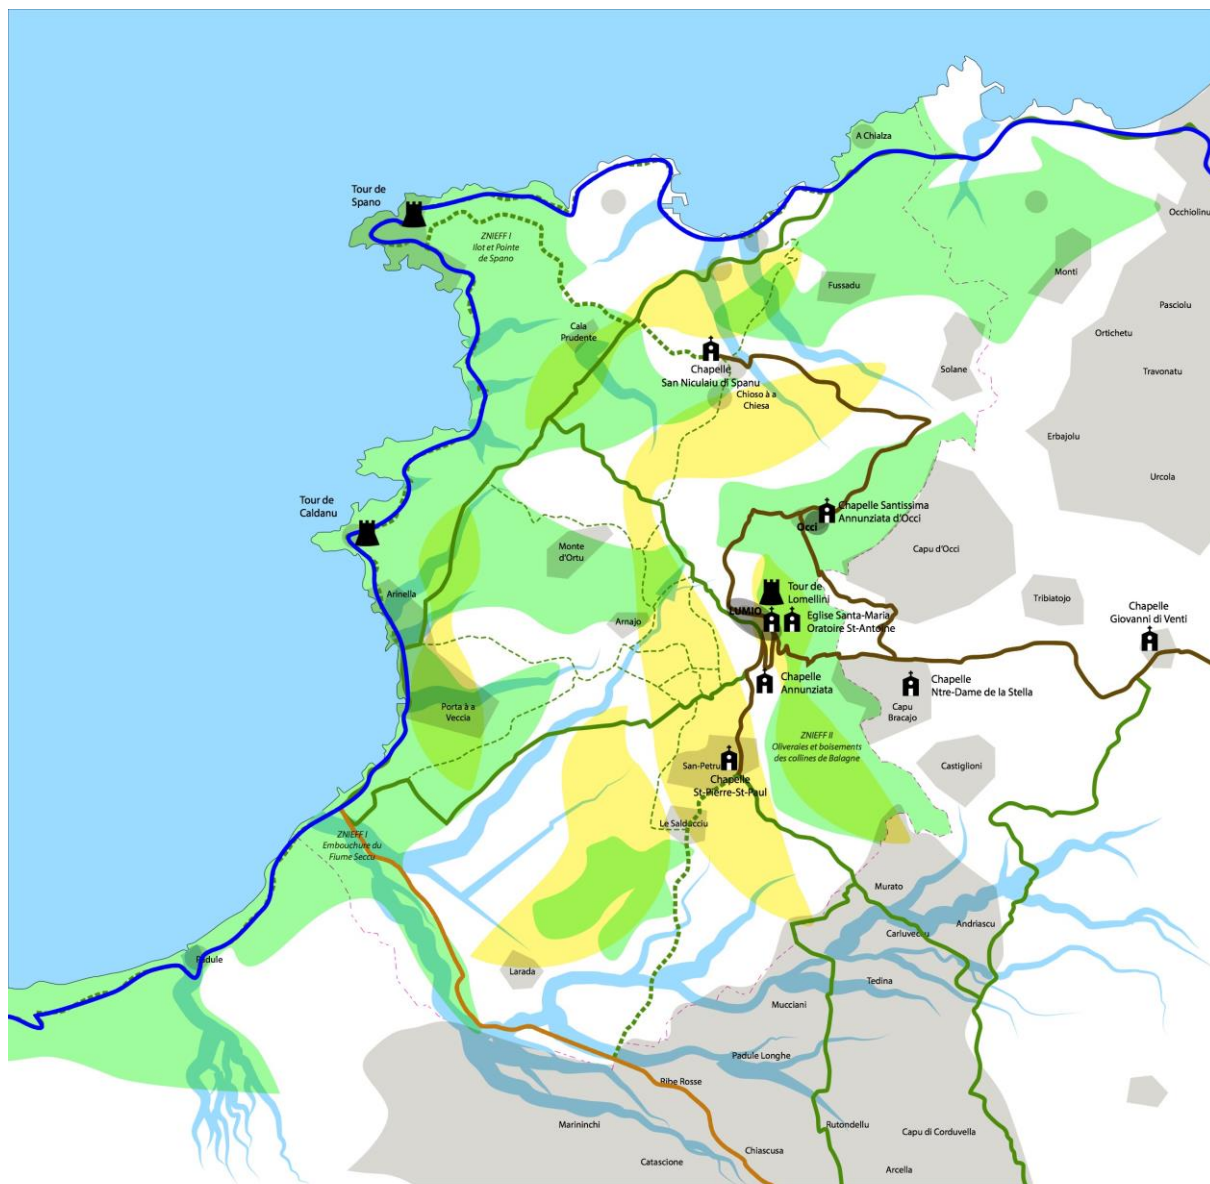 A Chialza
Tour de
Spano
Occhiolinu
ZNIEFF I
Ilot et Pointe
de Spano
Monti
Fussadu
Pasciolu
Cala
Prudente
Ortichetu
Chapelle
San Niculaiu di Spanu
Solane
Travonatu
Chioso à a
Chiesa
Erbajolu
Urcola
Tour de
Caldanu
Chapelle Santissima
Annunziata d'Occi
Occi
Monte
d'Ortu
Capu d'Occi
Tour de
Lomellini
Arinella
Tribiatojo
LUMIO
Eglise Santa-Maria
Oratoire St-Antoine
Arnajo
Chapelle
Giovanni di Venti
Chapelle
Annunziata
Chapelle
Ntre-Dame de la Stella
Porta à a
Veccia
Capu
Bracajo
ZNIEFF II
Oliveraies et boisements
des collines de Balagne
San-Petru
Chapelle
St-Pierre-St-Paul
Castiglioni
Le Salducciu
ZNIEFF I
Embouchure du
Fiume Seccu
Murato
Andriascu
Carluvecchu
Padule
Larada
Tedina
Mucciani
Padule Longhe
Ribe Rosse
Marininchi
Rutondellu
Capu di Corduvella
Chiascusa
Catascione
Arcella